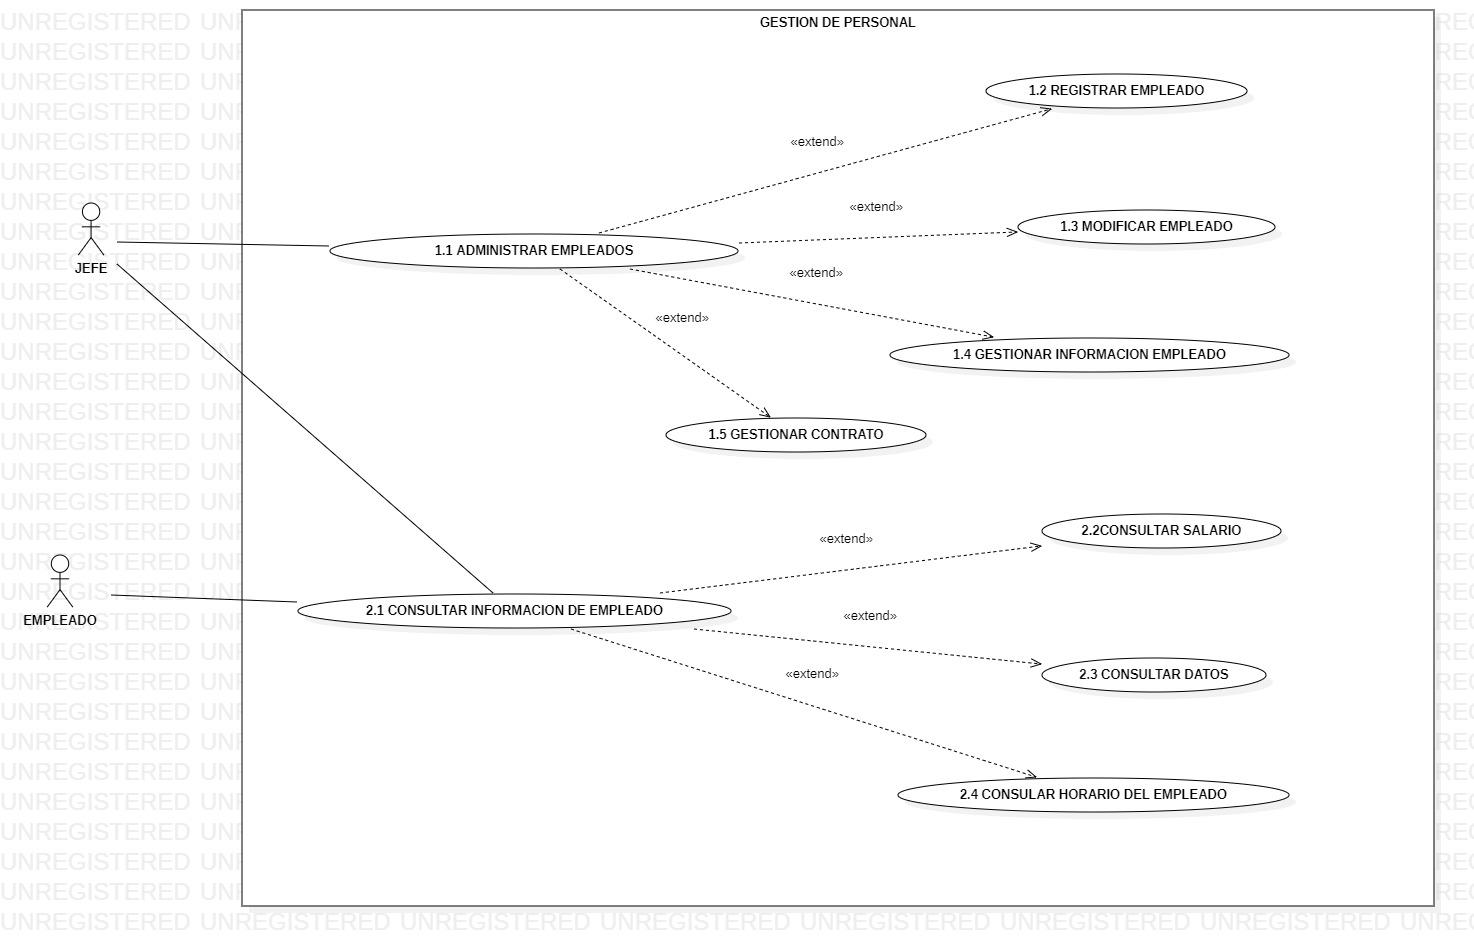 GESTION DE PERSONAL
1.2 REGISTRAR EMPLEADO
«extend»
«extend»
1.3 MODIFICAR EMPLEADO
1.1 ADMINISTRAR EMPLEADOS
JEFE
«extend»
«extend»
1.4 GESTIONAR INFORMACION EMPLEADO
1.5 GESTIONAR CONTRATO
2.2CONSULTAR SALARIO
«extend»
2.1 CONSULTAR INFORMACION DE EMPLEADO
EMPLEADO
«extend»
«extend»
2.3 CONSULTAR DATOS
2.4 CONSULAR HORARIO DEL EMPLEADO
UNREGISTERED UNREGISTERED UNREGISTERED UNREGISTERED UNREGISTERED UNREGISTERED UNREGISTERED